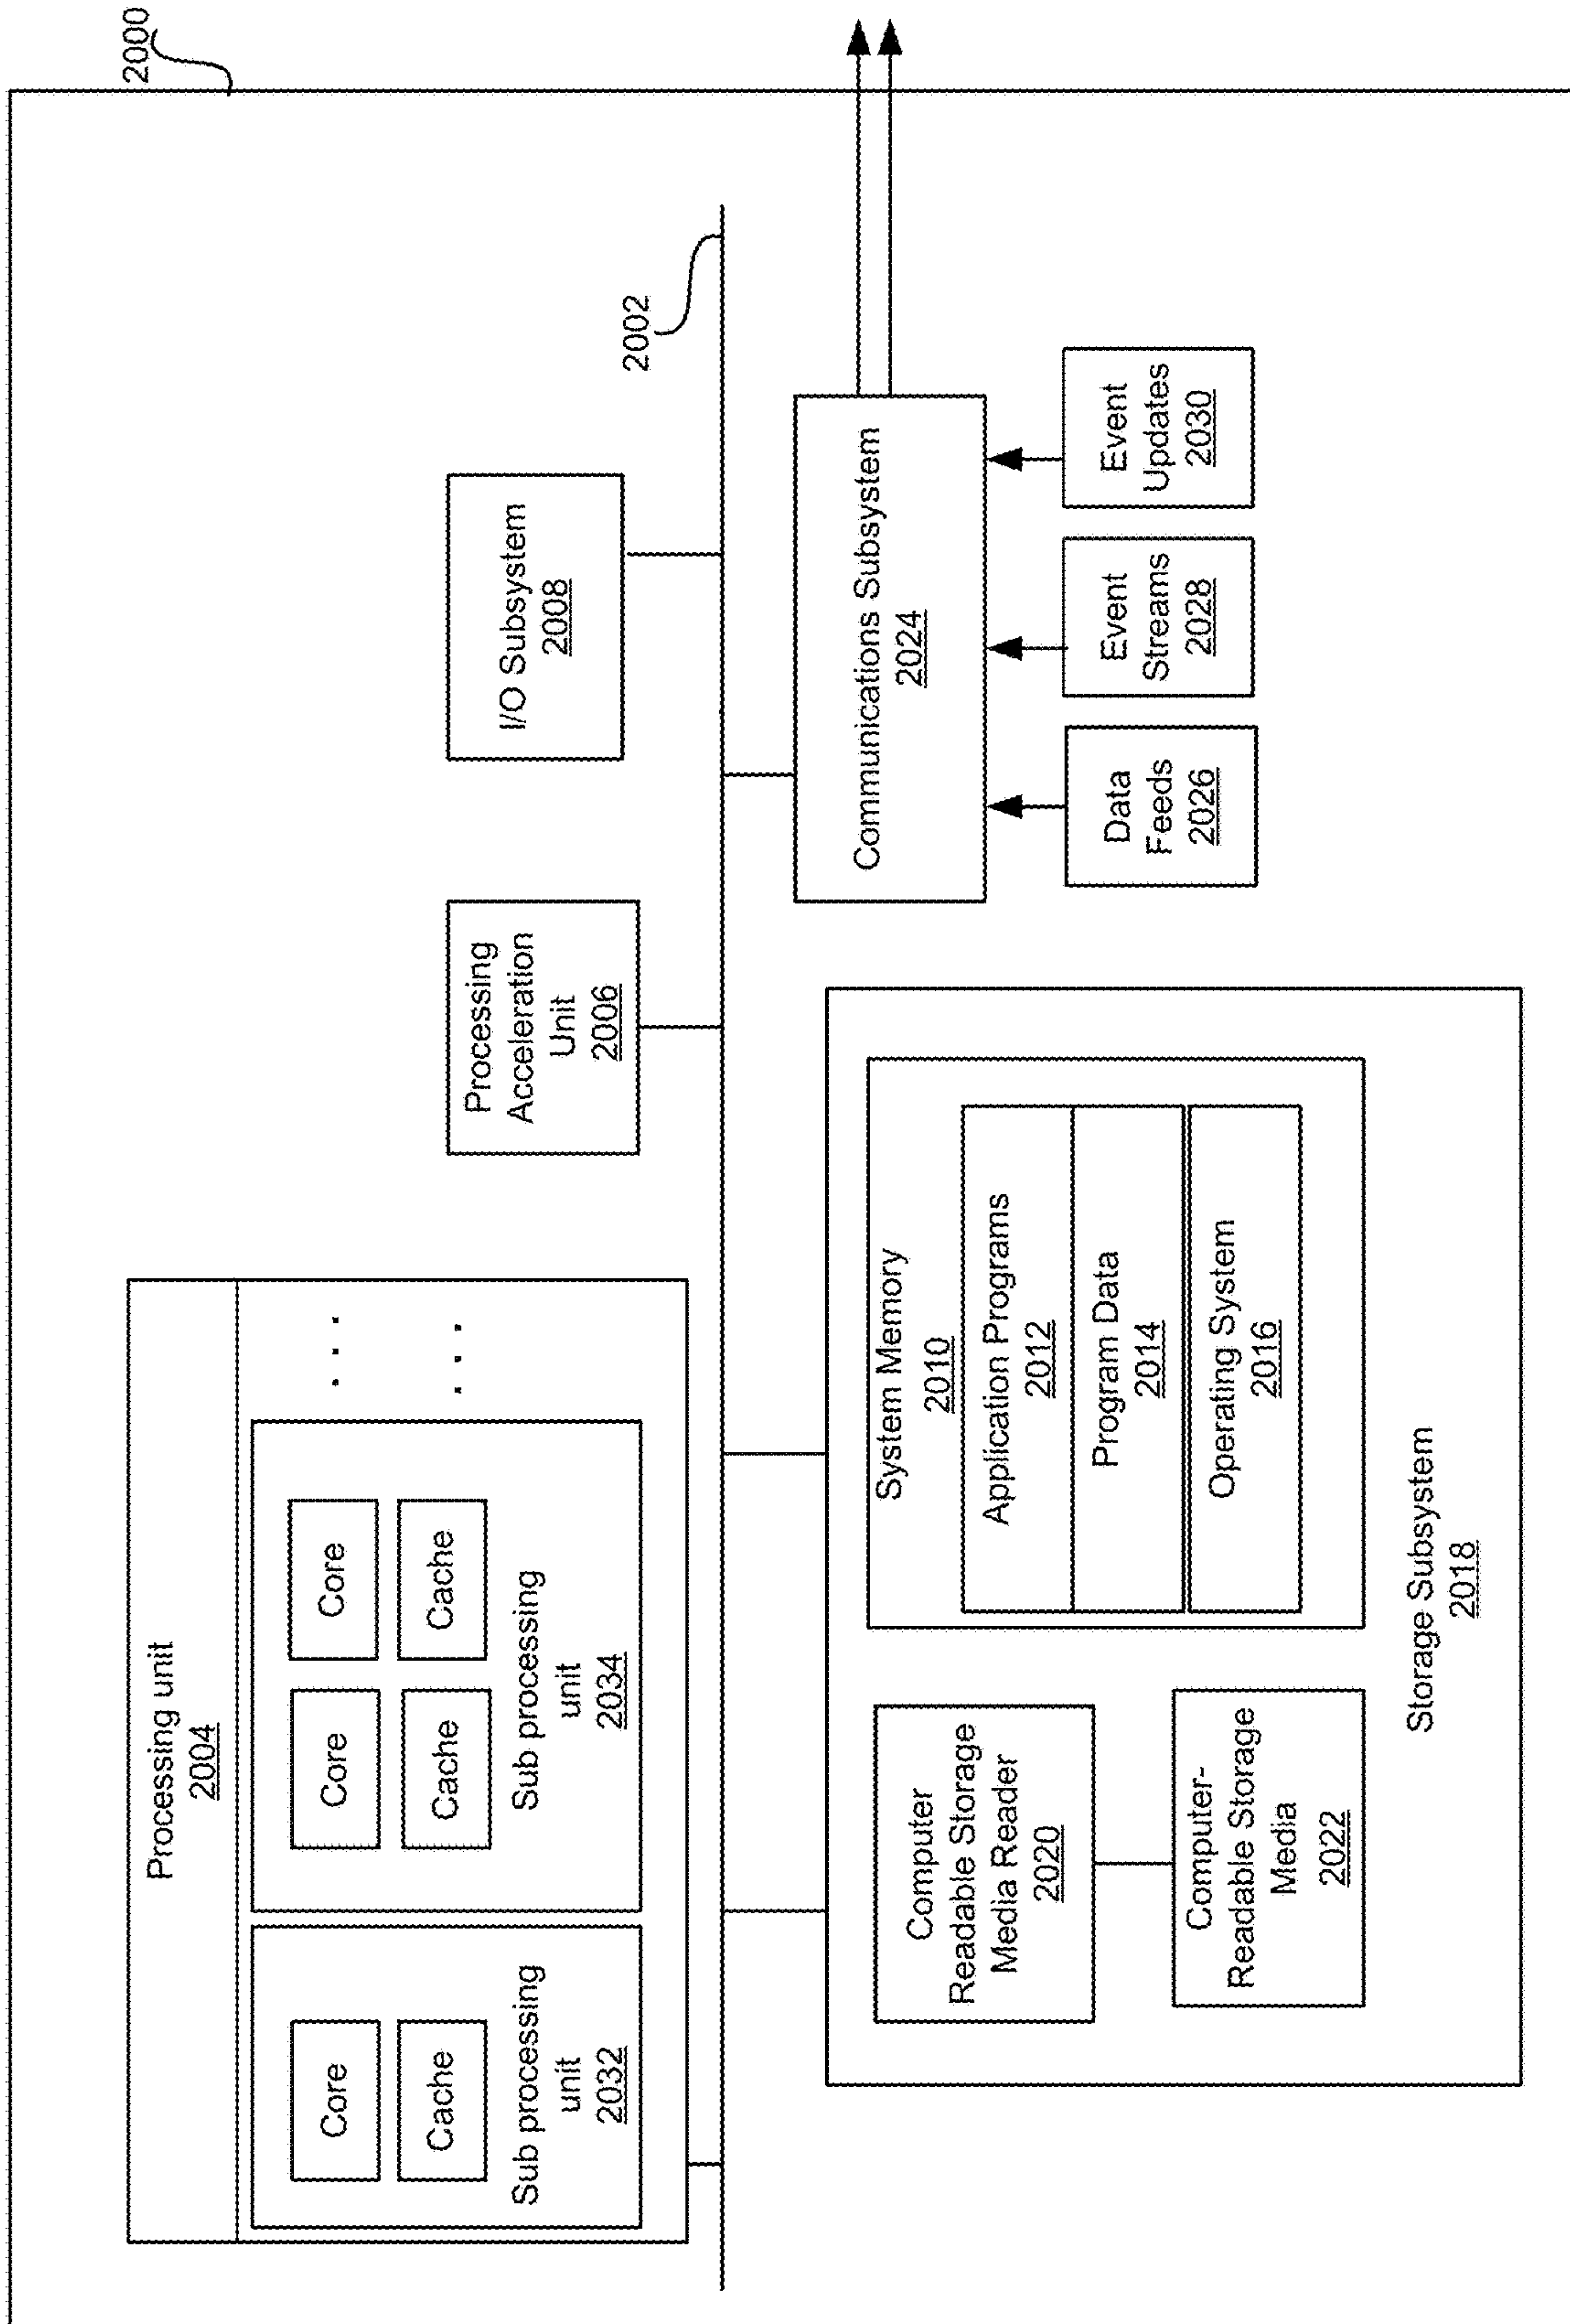 2000
Processing unit
2004
Core
Cache
Sub processing
unit
2032
Core
Core
Cache
Cache
Sub processing
unit
2034
. . .
. . .
Processing
Acceleration
Unit
2006
I/O Subsystem
2008
2002
Computer
Readable Storage
Media Reader
2020
Computer-
Readable Storage
Media
2022
System Memory
2010
Application Programs
2012
Program Data
2014
Operating System
2016
Storage Subsystem
2018
Communications Subsystem
2024
Data
Feeds
2026
Event
Streams
2028
Event
Updates
2030